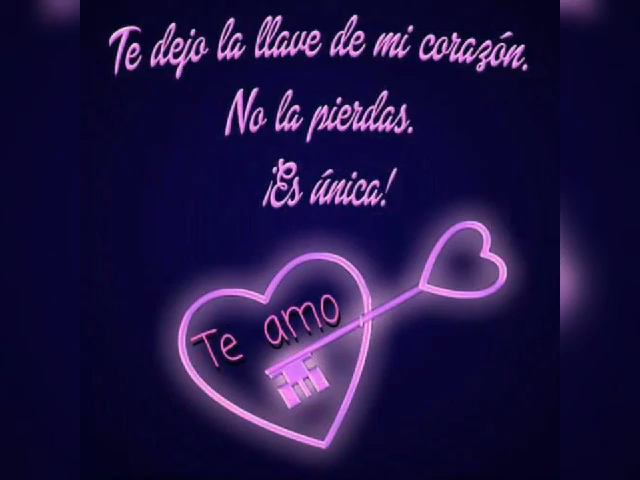 Te dejo la llave de mi corazón.
No la pierdas.
¡Es única!
Te amo